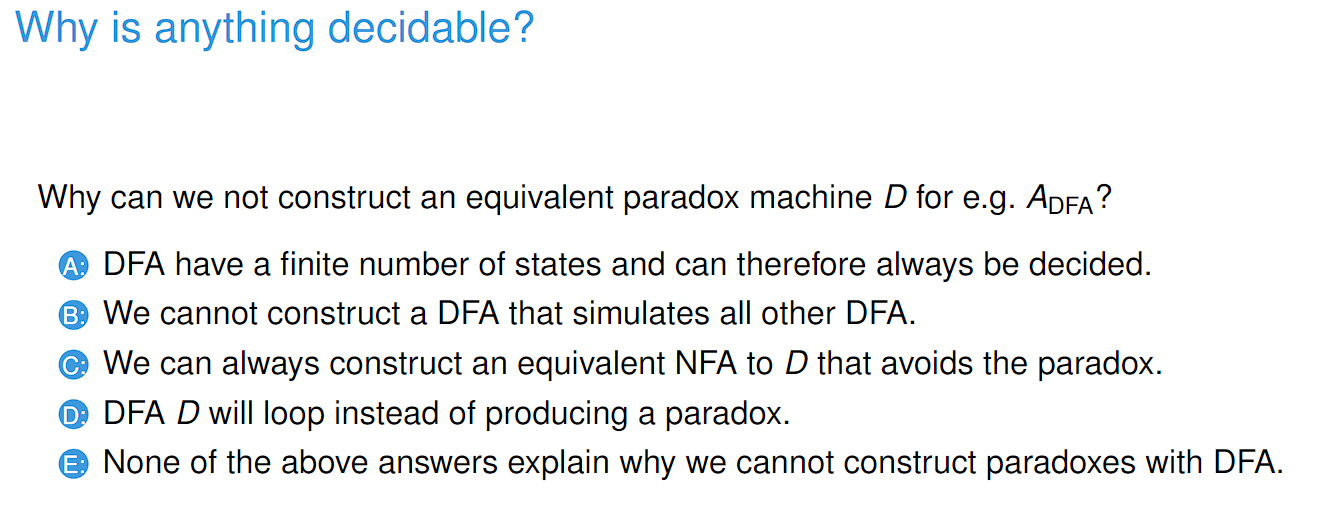 Why is anything decidable?
Why can we not construct an equivalent paradox machine D for e.g. ADFA?
A: DFA have a finite number of states and can therefore always be decided.
B: We cannot construct a DFA that simulates all other DFA.
C: We can always construct an equivalent NFA to D that avoids the paradox.
D: DFA D will loop instead of producing a paradox.
E: None of the above answers explain why we cannot construct paradoxes with DFA.